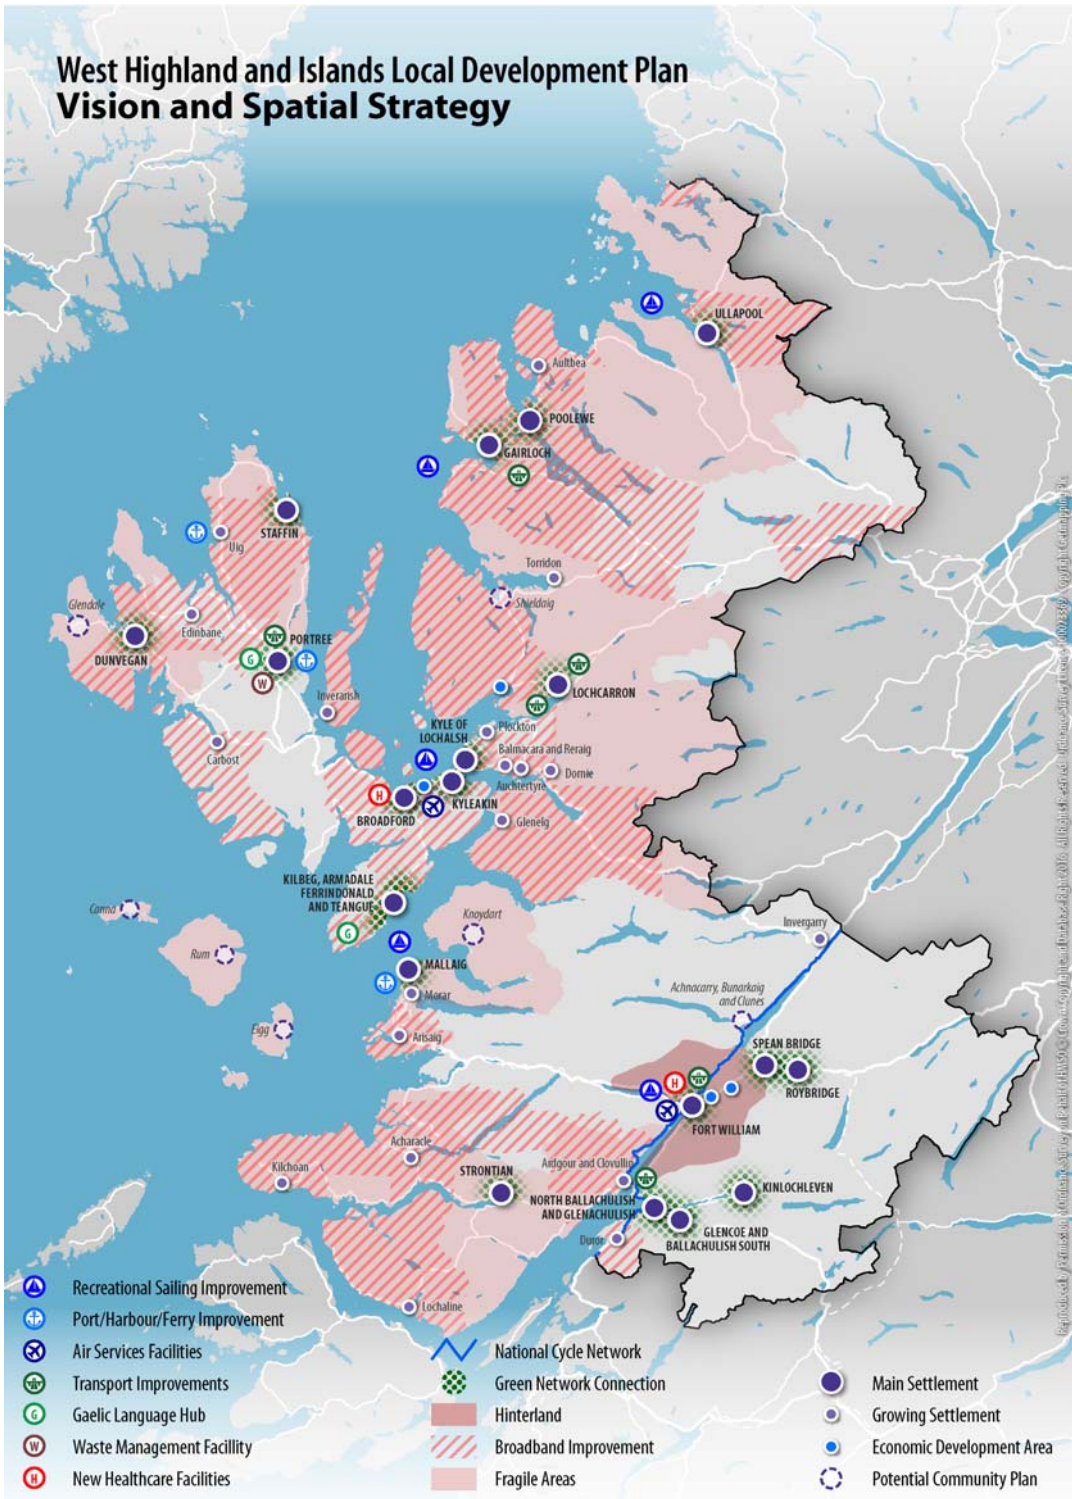 West Highland and Islands Local Development Plan
Vision and Spatial Strategy
ULLAPOOL
Aultbea
POOLEWE
GAIRLOCH
STAFFIN
Uig
Torridon
Shieldaig
Glendale
Edinbane
DUNVEGAN
PORTREE
G
W
LOCHCARRON
Inverarish
Plockton
KYLE OF
LOCHALSH
Carbost
Balmacara and Reraig
Dornie
Auchtertyre
KYLEAKIN
H
BROADFORD
Glenelg
KILBEG, ARMADALE
FERRINDONALD
AND TEANGUE
G
Canna
Knoydart
Invergarry
Rum
MALLAIG
Morar
Achnacarry, Bunarkaig
and Clunes
Eigg
Arisaig
SPEAN BRIDGE
ROYBRIDGE
H
FORT WILLIAM
Acharacle
Kilchoan
STRONTIAN
Ardgour and Clovullin
KINLOCHLEVEN
NORTH BALLACHULISH
AND GLENACHULISH
GLENCOE AND
BALLACHULISH SOUTH
Duror
Lochaline
Recreational Sailing Improvement
Port/Harbour/Ferry Improvement
Air Services Facilities
Transport Improvements
G Gaelic Language Hub
W Waste Management Facillity
H New Healthcare Facilities
National Cycle Network
Green Network Connection
Hinterland
Broadband Improvement
Fragile Areas
Main Settlement
Growing Settlement
Economic Development Area
Potential Community Plan